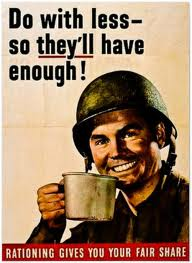 Do with less—
so they'll have
enough!
RATIONING GIVES YOU YOUR FAIR SHARE